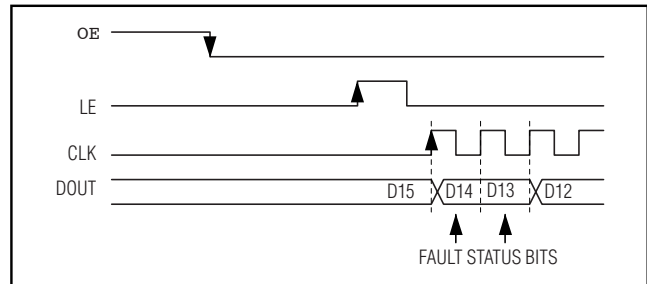 OE
LE
CLK
DOUT D15 D14 D13 D12
FAULT STATUS BITS